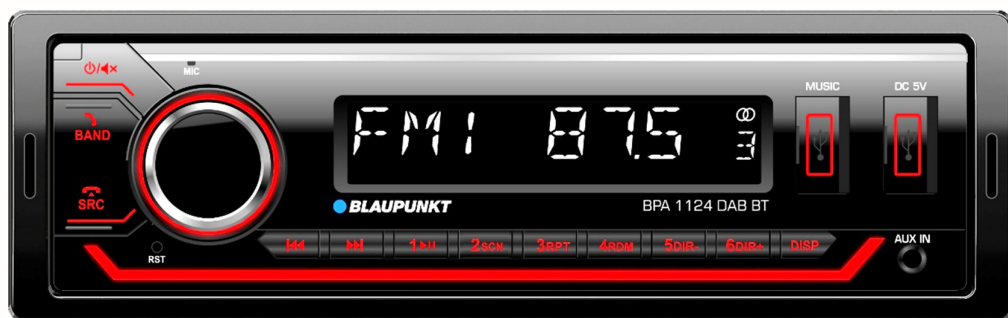 MIC
MUSIC
DC 5V
BAND
FM1 87.5
3
SRC
BLAUPUNKT
BPA 1124 DAB BT
RST
1
2SCN
3RPT
4RDM
5DIR-
6DIR+
DISP
AUX IN